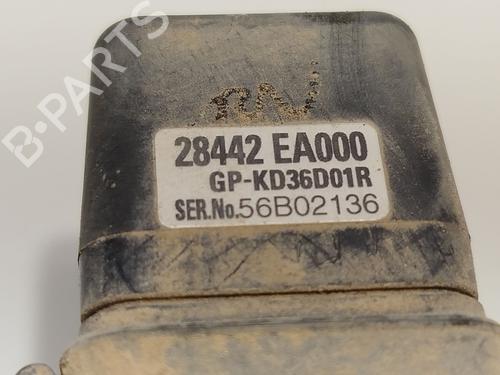 B-PARTS
28442 EA000
GP-KD36D01R
SER.No.56B02136